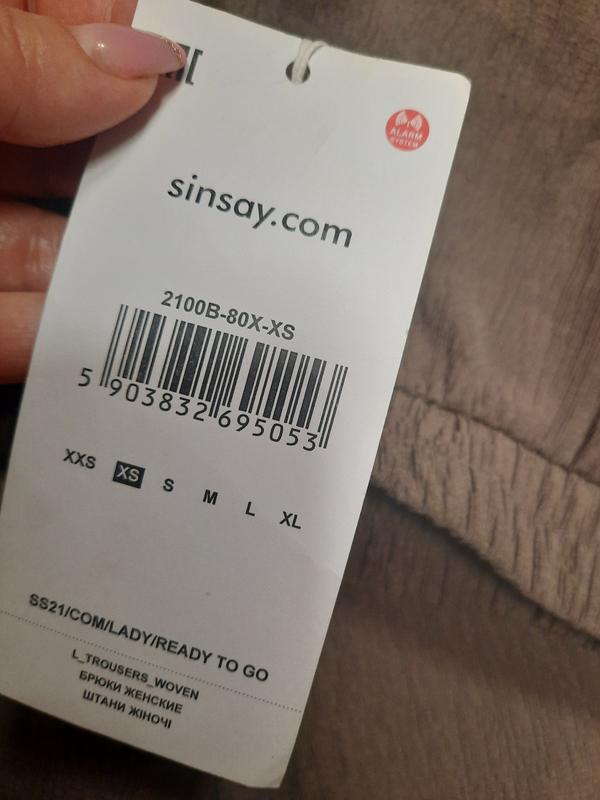 ALARM
SYSTEM
sinsay.com
2100B-80X-XS
5 903832 695053
XXS XS S M L XL
SS21/COM/LADY/READY TO GO
L_TROUSERS_WOVEN
БРЮКИ ЖЕНСКИЕ
ШТАНИ ЖІНОЧІ